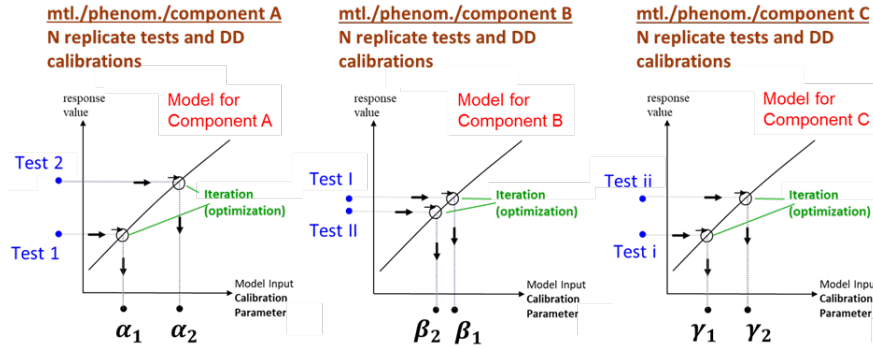 mtl./phenom./component A
N replicate tests and DD
calibrations
response
value
Model for
Component A
Test 2
Iteration
(optimization)
Test 1
Model Input
Calibration
Parameter
α₁ α₂
mtl./phenom./component B
N replicate tests and DD
calibrations
response
value
Model for
Component B
Test I
Iteration
(optimization)
Test II
Model Input
Calibration
Parameter
β₂ β₁
mtl./phenom./component C
N replicate tests and DD
calibrations
response
value
Model for
Component C
Test ii
Iteration
(optimization)
Test i
Model Input
Calibration
Parameter
γ₁ γ₂